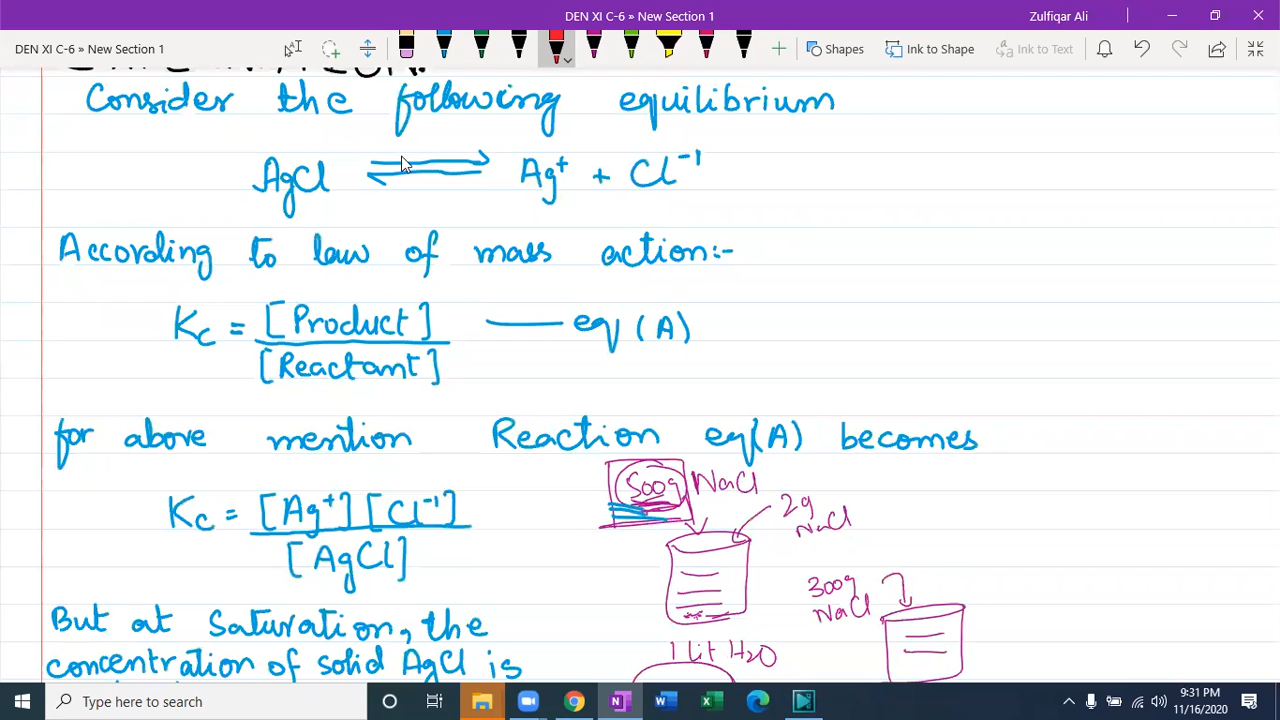 DEN XI C-6 » New Section 1
Zulfiqar Ali
DEN XI C-6 » New Section 1
Shapes
Ink to Shape
Ink to Text
Consider the following equilibrium
AgCl ⇌ Ag⁺ + Cl⁻¹
According to law of mass action:-
Kc = [Product] —— eq (A)
[Reactant]
for above mention Reaction eq(A) becomes
Kc = [Ag⁺][Cl⁻¹]
[AgCl]
500g NaCl
2g
NaCl
300g
NaCl
But at Saturation, the
1 Lit H2O
concentration of solid AgCl is
Type here to search
9:31 PM
11/16/2020